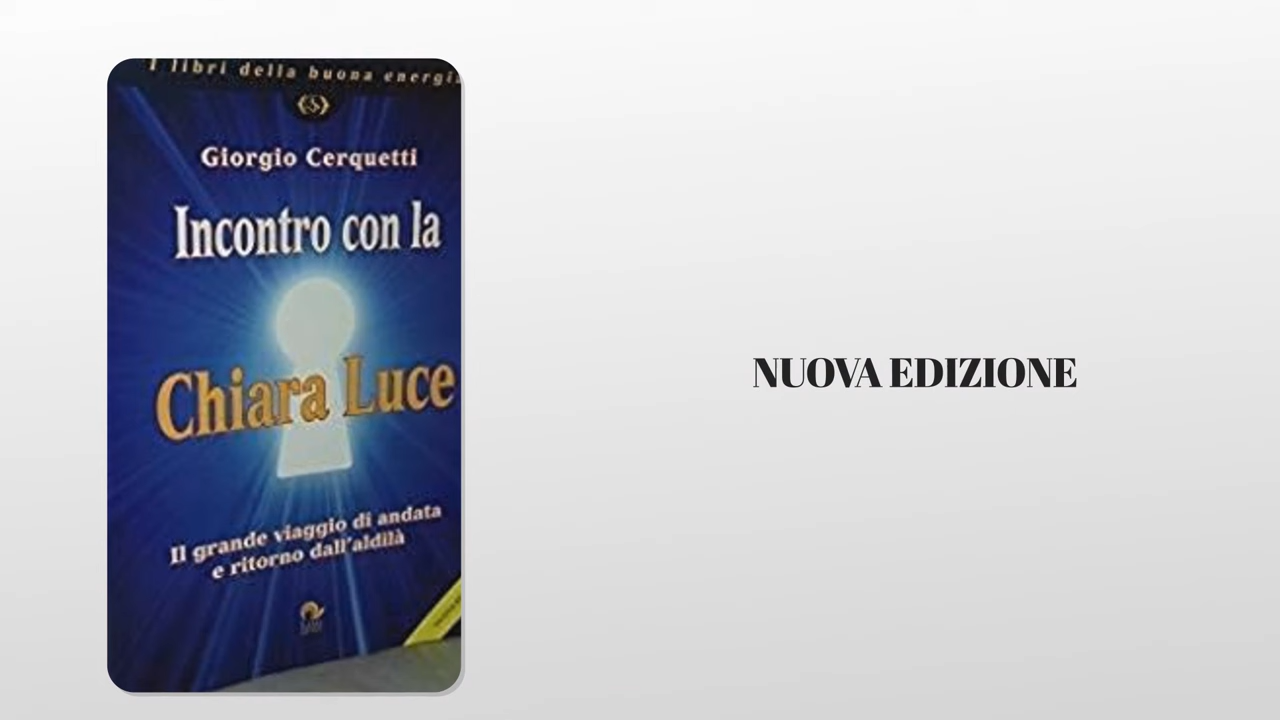 I libri della buona energia
Giorgio Cerquetti
Incontro con la
Chiara Luce
Il grande viaggio di andata
e ritorno dall'aldilà
NUOVA EDIZIONE